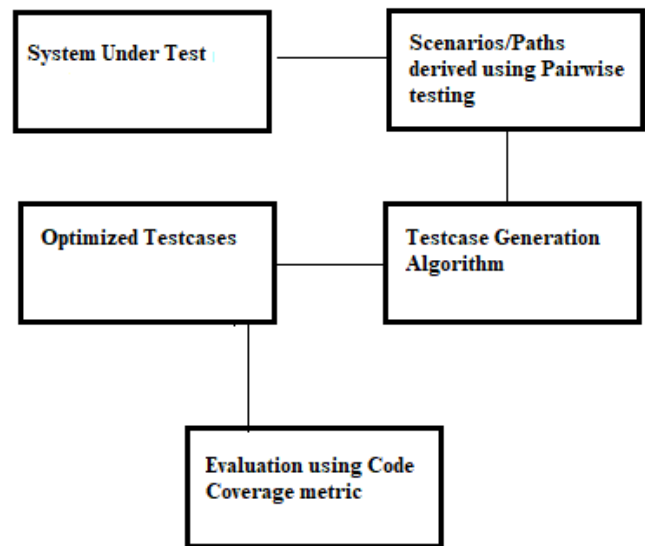 System Under Test
Scenarios/Paths
derived using Pairwise
testing
Optimized Testcases
Testcase Generation
Algorithm
Evaluation using Code
Coverage metric